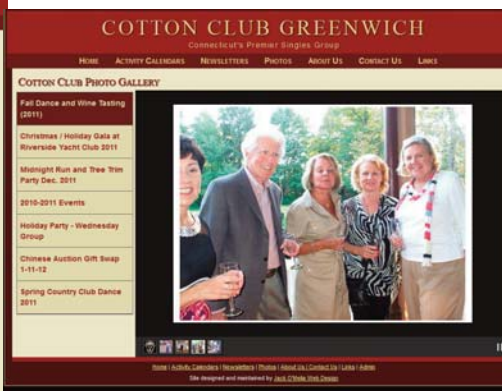 COTTON CLUB GREENWICH
Connecticut's Premier Singles Group
HOME ACTIVITY CALENDARS NEWSLETTERS PHOTOS ABOUT US CONTACT US LINKS
COTTON CLUB PHOTO GALLERY
Fall Dance and Wine Tasting
(2011)
Christmas / Holiday Gala at
Riverside Yacht Club 2011
Midnight Run and Tree Trim
Party Dec. 2011
2010-2011 Events
Holiday Party - Wednesday
Group
Chinese Auction Gift Swap
1-11-12
Spring Country Club Dance
2011
Home | Activity Calendars | Newsletters | Photos | About Us | Contact Us | Links | Admin
Site designed and maintained by Jack O'Melia Web Design